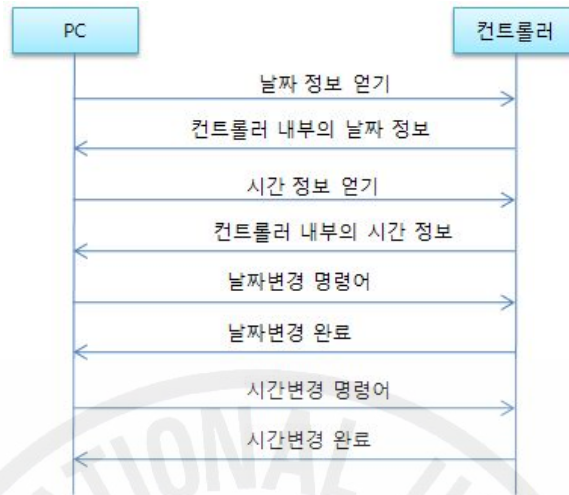 PC
컨트롤러
날짜 정보 얻기
컨트롤러 내부의 날짜 정보
시간 정보 얻기
컨트롤러 내부의 시간 정보
날짜변경 명령어
날짜변경 완료
시간변경 명령어
시간변경 완료